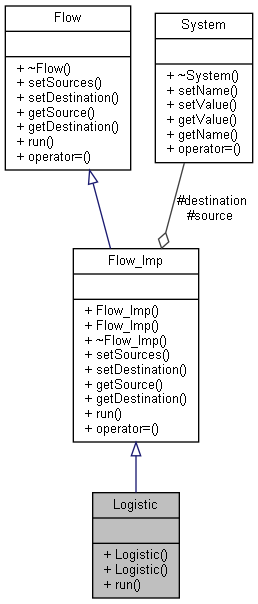 Flow
+ ~Flow()
+ setSources()
+ setDestination()
+ getSource()
+ getDestination()
+ run()
+ operator=()
System
+ ~System()
+ setName()
+ setValue()
+ getValue()
+ getName()
+ operator=()
#destination
#source
Flow_Imp
+ Flow_Imp()
+ Flow_Imp()
+ ~Flow_Imp()
+ setSources()
+ setDestination()
+ getSource()
+ getDestination()
+ run()
+ operator=()
Logistic
+ Logistic()
+ Logistic()
+ run()